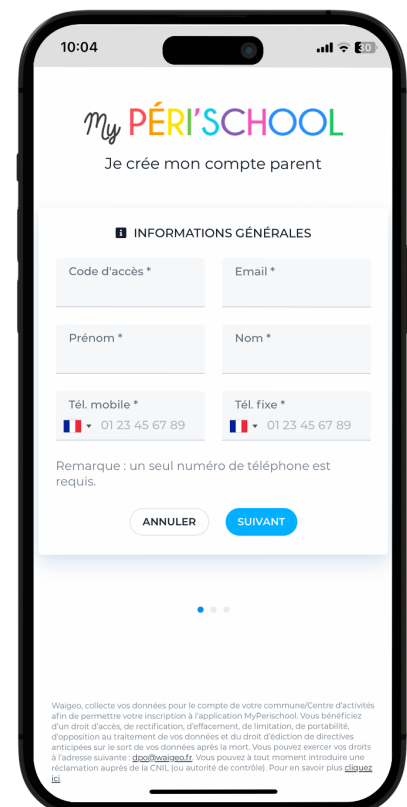 10:04
30
My PÉRI'SCHOOL
Je crée mon compte parent
INFORMATIONS GÉNÉRALES
Code d'accès *
Email *
Prénom *
Nom *
Tél. mobile *
Tél. fixe *
01 23 45 67 89
01 23 45 67 89
Remarque : un seul numéro de téléphone est
requis.
ANNULER
SUIVANT
Waigeo, collecte vos données pour le compte de votre commune/Centre d'activités
afin de permettre votre inscription à l'application MyPerischool. Vous bénéficiez
d'un droit d'accès, de rectification, d'effacement, de limitation, de portabilité,
d'opposition au traitement de vos données et du droit d'édiction de directives
anticipées sur le sort de vos données après la mort. Vous pouvez exercer vos droits
à l'adresse suivante : dpo@waigeo.fr. Vous pouvez à tout moment introduire une
réclamation auprès de la CNIL (ou autorité de contrôle). Pour en savoir plus cliquez
ici.